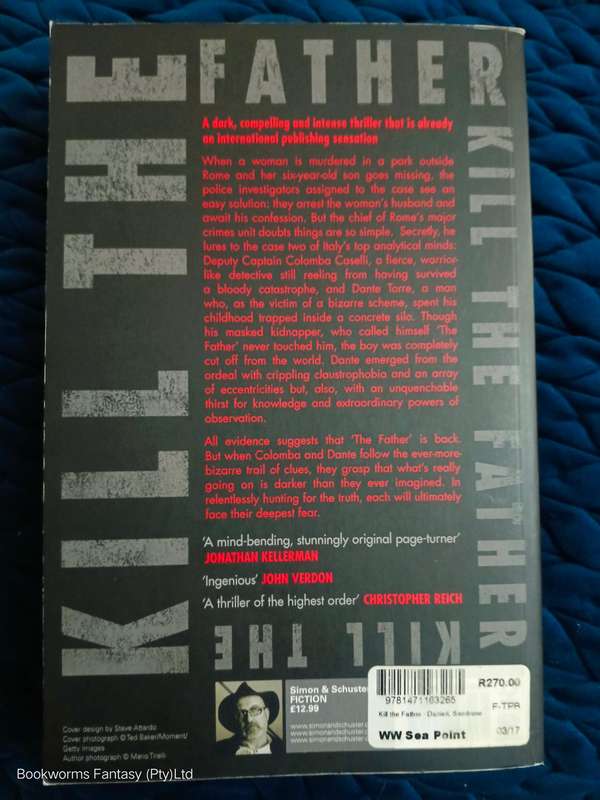 KILL THE
FATHER
KILL THE FATHER
KILL THE
A dark, compelling and intense thriller that is already
an international publishing sensation
When a woman is murdered in a park outside
Rome and her six-year-old son goes missing, the
police investigators assigned to the case see an
easy solution: they arrest the woman's husband and
await his confession. But the chief of Rome's major
crimes unit doubts things are so simple. Secretly, he
lures to the case two of Italy's top analytical minds:
Deputy Captain Colomba Caselli, a fierce, warrior-
like detective still reeling from having survived
a bloody catastrophe, and Dante Torre, a man
who, as the victim of a bizarre scheme, spent his
childhood trapped inside a concrete silo. Though
his masked kidnapper, who called himself 'The
Father' never touched him, the boy was completely
cut off from the world. Dante emerged from the
ordeal with crippling claustrophobia and an array
of eccentricities but, also, with an unquenchable
thirst for knowledge and extraordinary powers of
observation.
All evidence suggests that 'The Father' is back.
But when Colomba and Dante follow the ever-more-
bizarre trail of clues, they grasp that what's really
going on is darker than they ever imagined. In
relentlessly hunting for the truth, each will ultimately
face their deepest fear.
'A mind-bending, stunningly original page-turner'
JONATHAN KELLERMAN
'Ingenious' JOHN VERDON
'A thriller of the highest order' CHRISTOPHER REICH
Simon & Schuster
FICTION
£12.99
www.simonandschuster.c
www.simonandschuster.
www.simonandschuster.c
R270.00
9781471163265
F-TPB
Kill the Father - Dazieri, Sandrone
WW Sea Point
03/17
Cover design by Steve Attardo
Cover photograph © Ted Baker/Moment/
Getty Images
Author photograph © Mario Tirelli
Bookworms Fantasy (Pty)Ltd